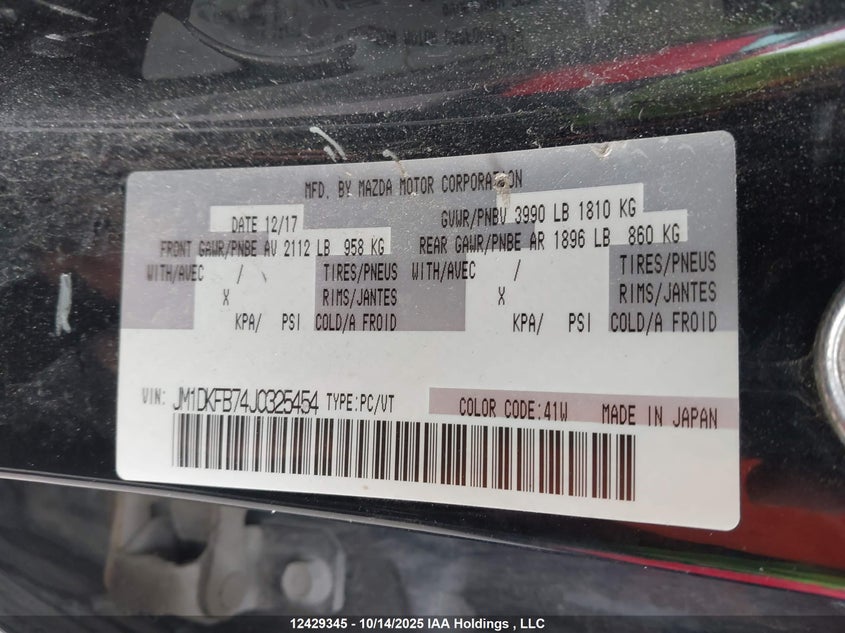 MFD. BY MAZDA MOTOR CORPORATION
DATE 12/17 GVWR/PNBV 3990 LB 1810 KG
FRONT GAWR/PNBE AV 2112 LB 958 KG REAR GAWR/PNBE AR 1896 LB 860 KG
WITH/AVEC / TIRES/PNEUS WITH/AVEC / TIRES/PNEUS
X RIMS/JANTES X RIMS/JANTES
KPA/ PSI COLD/A FROID KPA/ PSI COLD/A FROID
VIN: JM1DKFB74J0325454 TYPE:PC/VT COLOR CODE:41W MADE IN JAPAN
12429345 - 10/14/2025 IAA Holdings , LLC